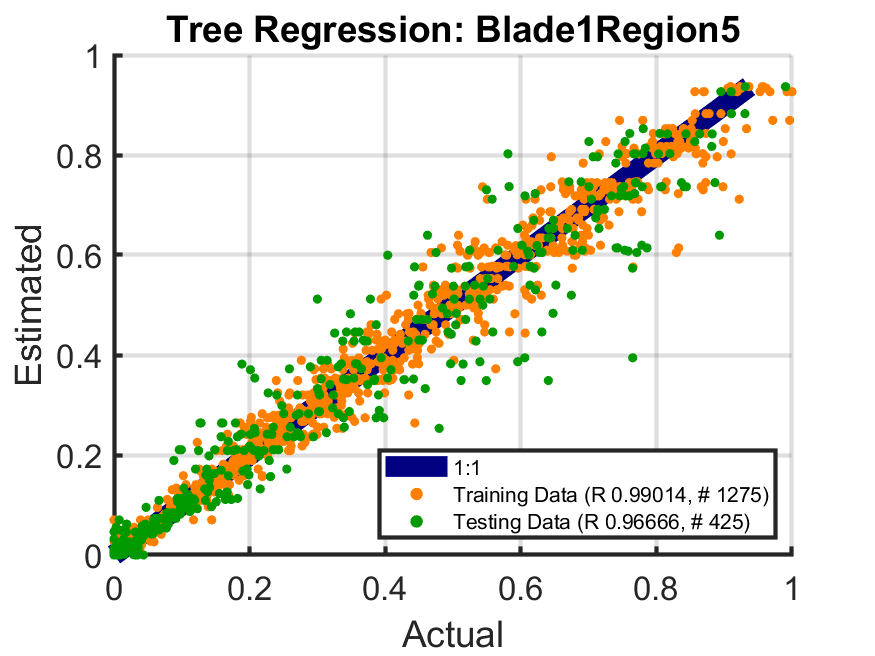 Tree Regression: Blade1Region5
1
0.8
0.6
0.4
0.2
0
Estimated
1:1
Training Data (R 0.99014, # 1275)
Testing Data (R 0.96666, # 425)
0 0.2 0.4 0.6 0.8 1
Actual